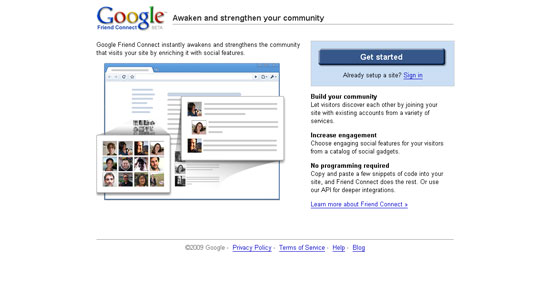 Google™
Friend Connect BETA
Awaken and strengthen your community
Google Friend Connect instantly awakens and strengthens the community
that visits your site by enriching it with social features.
Get started
Already setup a site? Sign in
Build your community
Let visitors discover each other by joining your
site with existing accounts from a variety of
services.
Increase engagement
Choose engaging social features for your visitors
from a catalog of social gadgets.
No programming required
Copy and paste a few snippets of code into your
site, and Friend Connect does the rest. Or use
our API for deeper integrations.
Learn more about Friend Connect »
©2009 Google - Privacy Policy - Terms of Service - Help - Blog